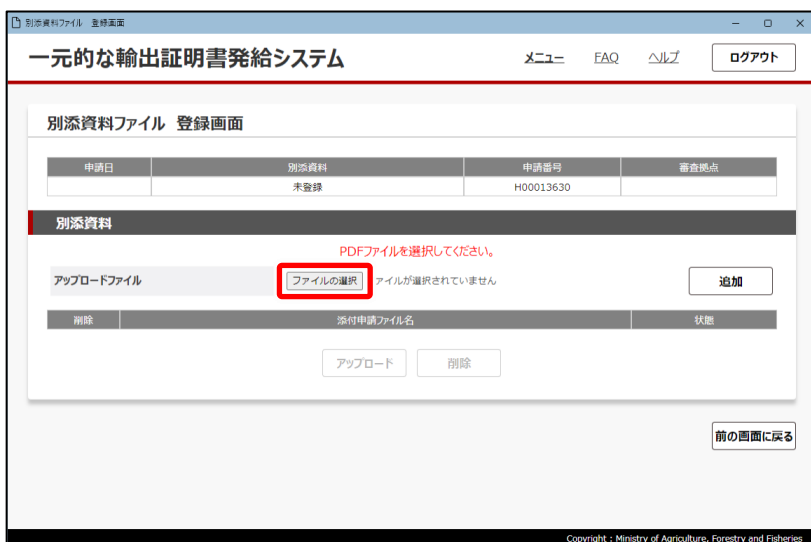 別添資料ファイル 登録画面
一元的な輸出証明書発給システム
メニュー FAQ ヘルプ ログアウト
別添資料ファイル 登録画面
申請日 別添資料 申請番号 審査拠点
未登録 H00013630
別添資料
PDFファイルを選択してください。
アップロードファイル ファイルの選択 ァイルが選択されていません 追加
削除 添付申請ファイル名 状態
アップロード 削除
前の画面に戻る
Copyright : Ministry of Agriculture, Forestry and Fisheries